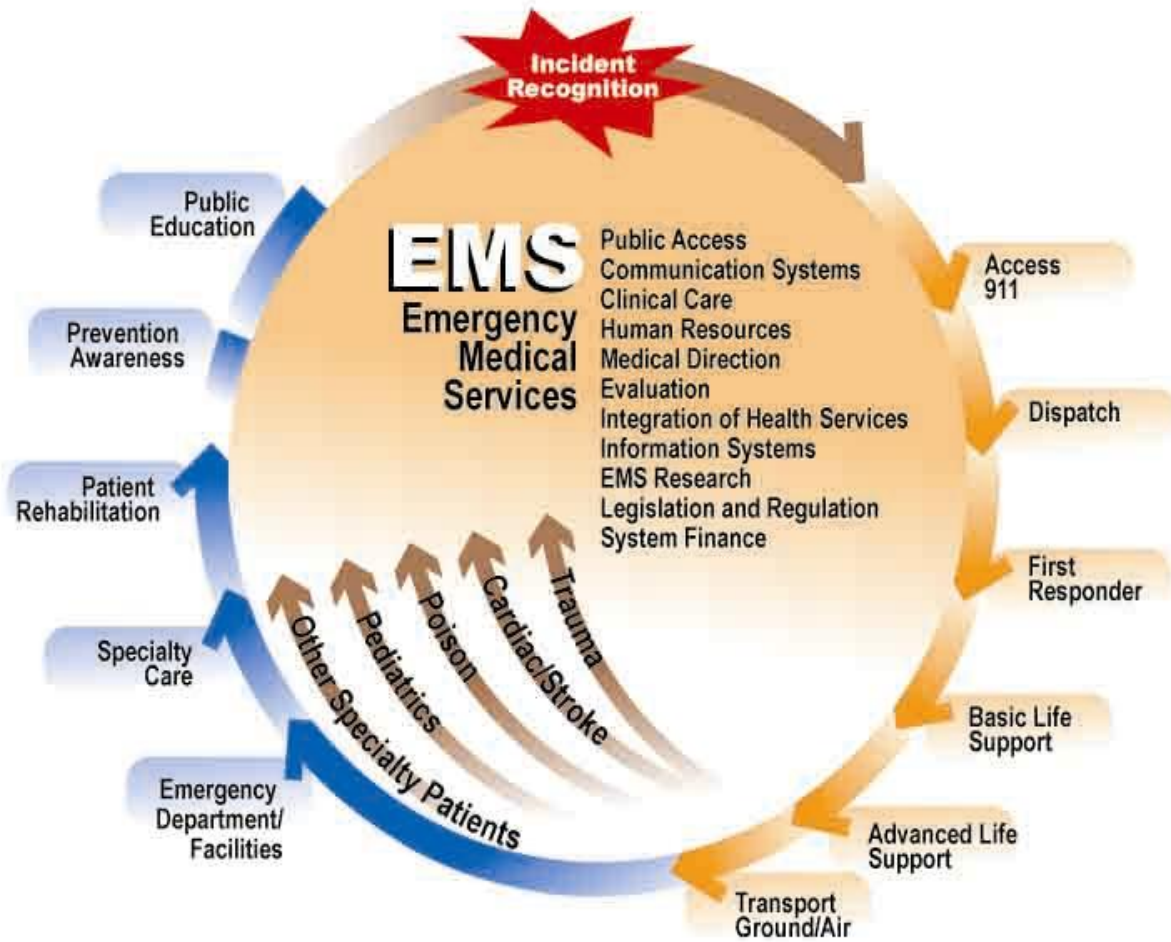 Incident
Recognition
EMS
Emergency
Medical
Services
Public Access
Communication Systems
Clinical Care
Human Resources
Medical Direction
Evaluation
Integration of Health Services
Information Systems
EMS Research
Legislation and Regulation
System Finance
Access
911
Dispatch
First
Responder
Basic Life
Support
Advanced Life
Support
Transport
Ground/Air
Emergency
Department/
Facilities
Specialty
Care
Patient
Rehabilitation
Prevention
Awareness
Public
Education
Other Specialty Patients
Pediatrics
Poison
Cardiac/Stroke
Trauma